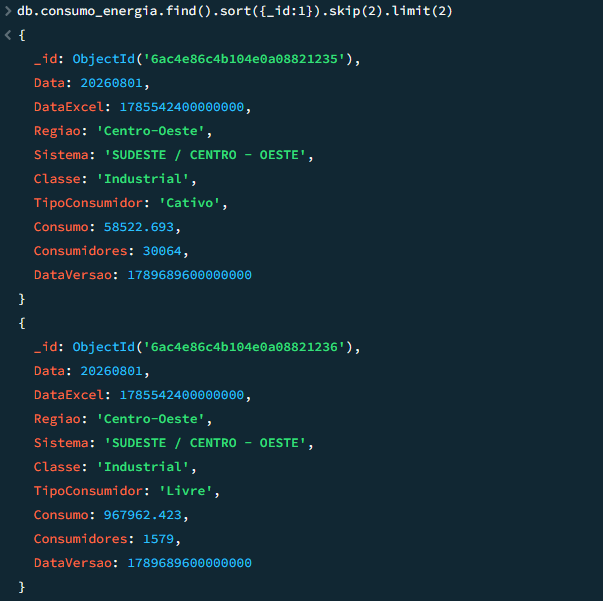 > db.consumo_energia.find().sort({_id:1}).skip(2).limit(2)
< {
_id: ObjectId('6ac4e86c4b104e0a08821235'),
Data: 20260801,
DataExcel: 1785542400000000,
Regiao: 'Centro-Oeste',
Sistema: 'SUDESTE / CENTRO - OESTE',
Classe: 'Industrial',
TipoConsumidor: 'Cativo',
Consumo: 58522.693,
Consumidores: 30064,
DataVersao: 1789689600000000
}
{
_id: ObjectId('6ac4e86c4b104e0a08821236'),
Data: 20260801,
DataExcel: 1785542400000000,
Regiao: 'Centro-Oeste',
Sistema: 'SUDESTE / CENTRO - OESTE',
Classe: 'Industrial',
TipoConsumidor: 'Livre',
Consumo: 967962.423,
Consumidores: 1579,
DataVersao: 1789689600000000
}